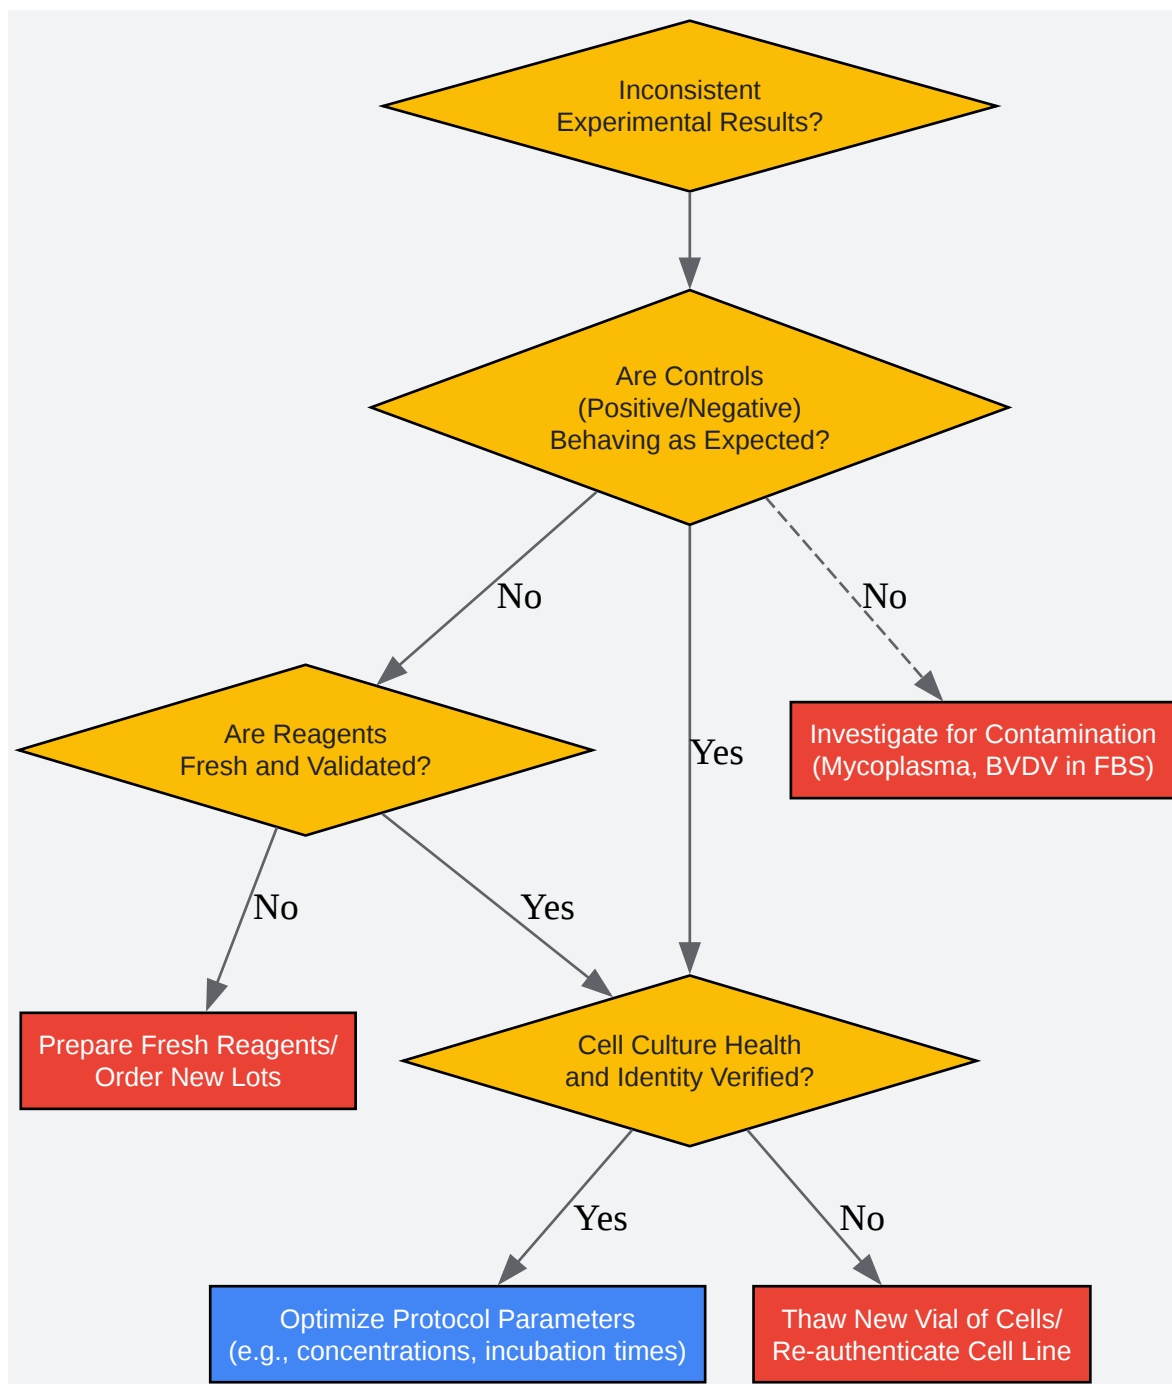 Inconsistent
Experimental Results?
Are Controls
(Positive/Negative)
Behaving as Expected?
No
No
Are Reagents
Fresh and Validated?
Yes
Investigate for Contamination
(Mycoplasma, BVDV in FBS)
No
Yes
Prepare Fresh Reagents/
Order New Lots
Cell Culture Health
and Identity Verified?
Yes
No
Optimize Protocol Parameters
(e.g., concentrations, incubation times)
Thaw New Vial of Cells/
Re-authenticate Cell Line